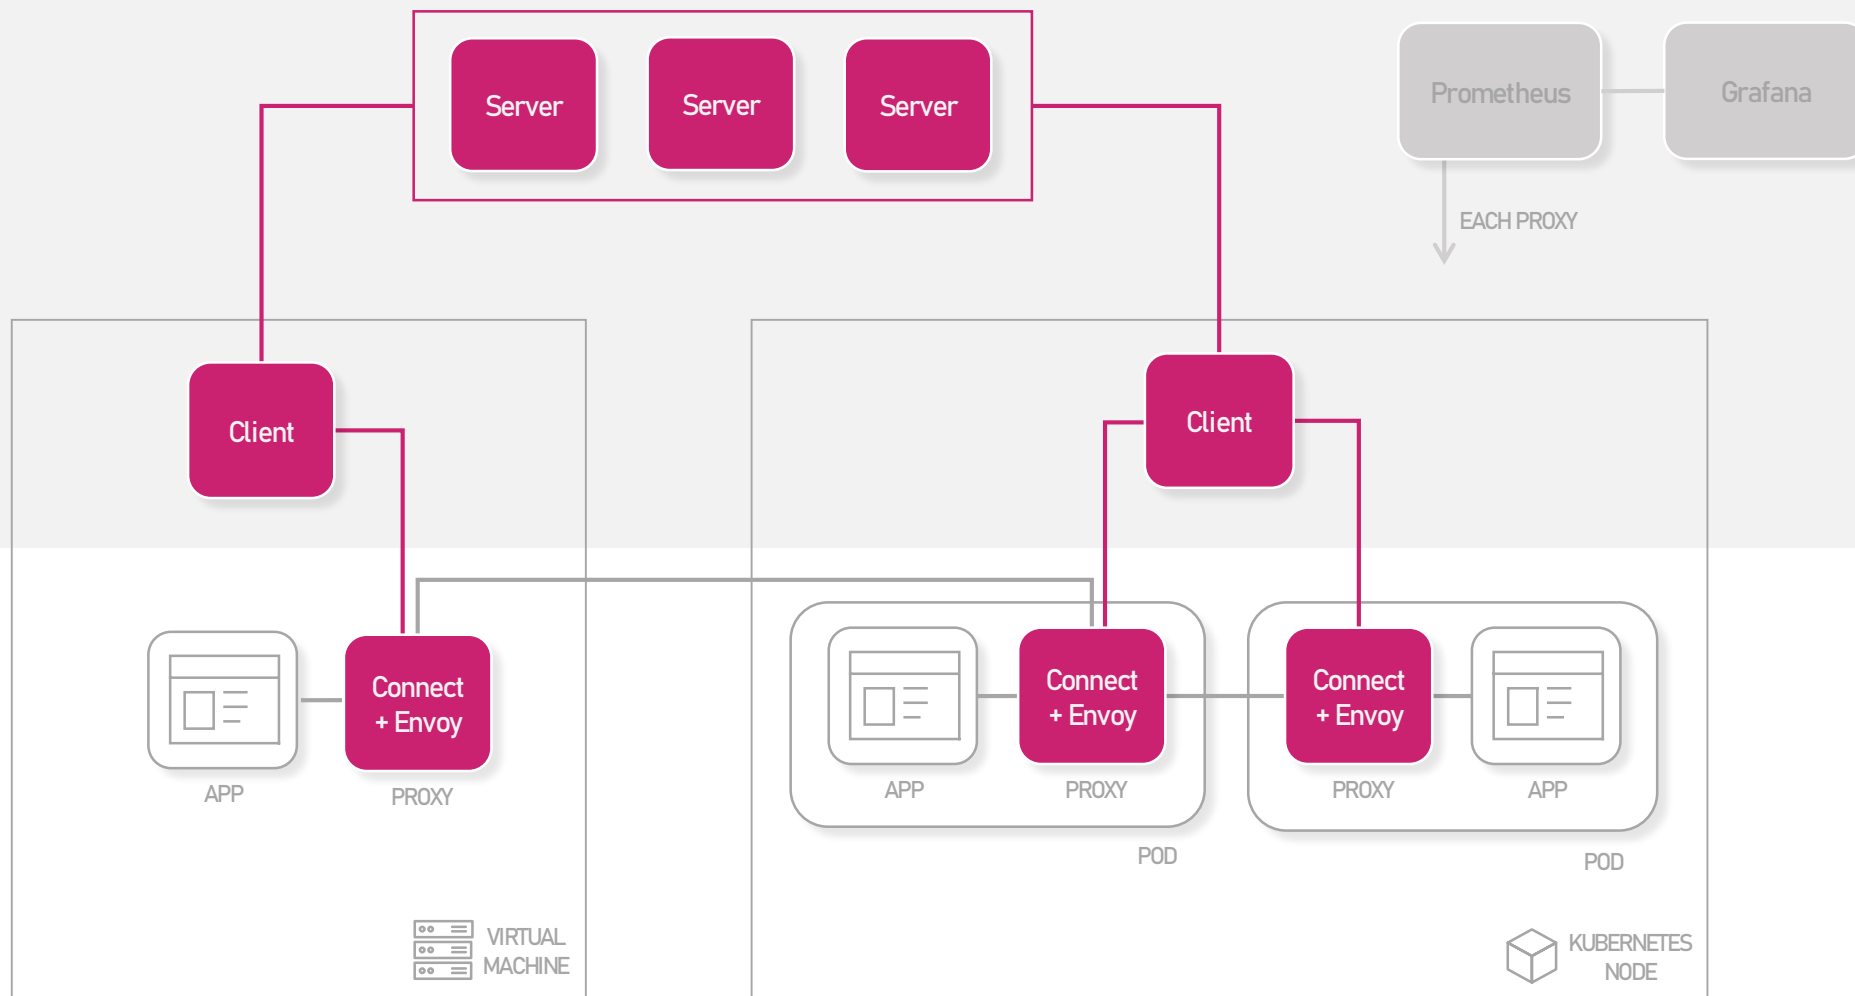 Server
Server
Server
Prometheus
Grafana
EACH PROXY
Client
Client
Connect
+ Envoy
Connect
+ Envoy
Connect
+ Envoy
APP
PROXY
APP
PROXY
PROXY
APP
POD
POD
VIRTUAL
MACHINE
KUBERNETES
NODE